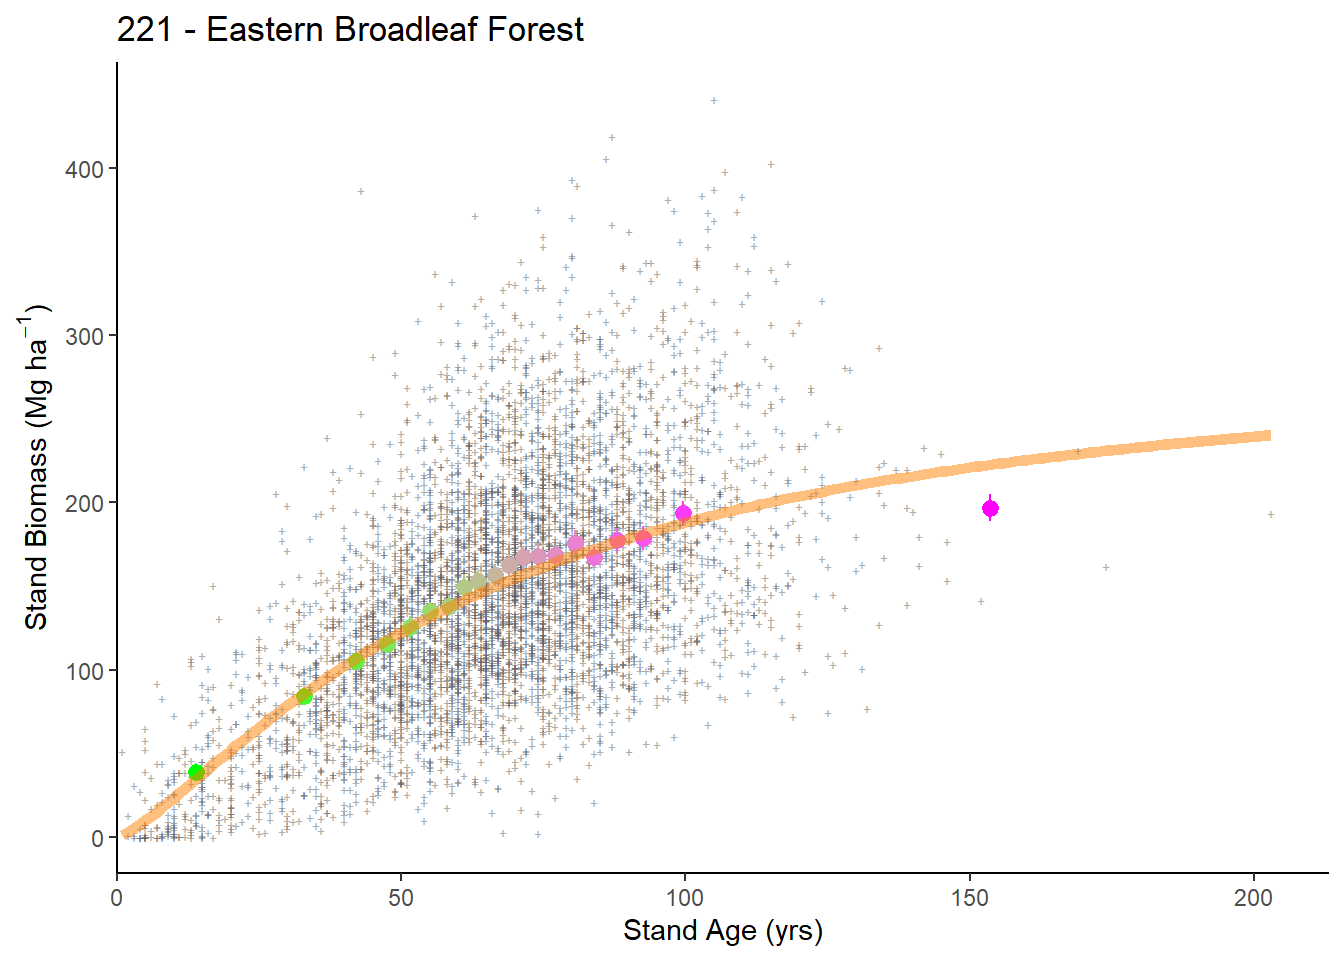 221 - Eastern Broadleaf Forest
Stand Biomass (Mg ha⁻¹)
400
300
200
100
0
0 50 100 150 200
Stand Age (yrs)